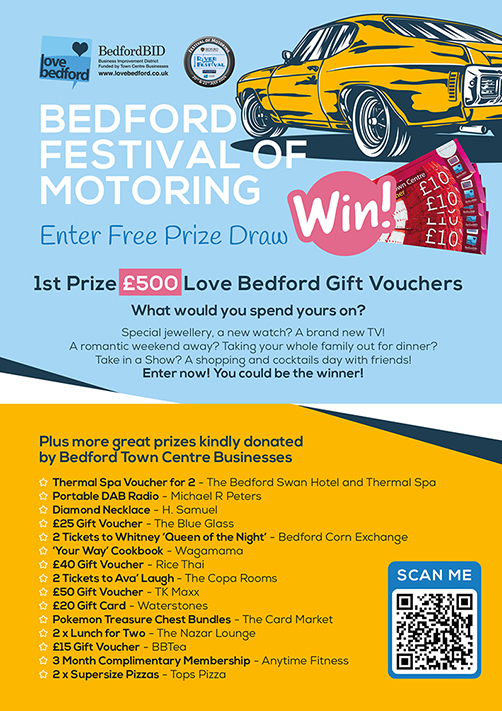 love
bedford
BedfordBID
Business Improvement District
Funded by Town Centre Businesses
www.lovebedford.co.uk
FESTIVAL OF MOTORING
RIVER
FESTIVAL
BEDFORD
FESTIVAL OF
MOTORING
Win!
£10
£10
£10
£10
Enter Free Prize Draw
1st Prize £500 Love Bedford Gift Vouchers
What would you spend yours on?
Special jewellery, a new watch? A brand new TV!
A romantic weekend away? Taking your whole family out for dinner?
Take in a Show? A shopping and cocktails day with friends!
Enter now! You could be the winner!
Plus more great prizes kindly donated
by Bedford Town Centre Businesses
Thermal Spa Voucher for 2 - The Bedford Swan Hotel and Thermal Spa
Portable DAB Radio - Michael R Peters
Diamond Necklace - H. Samuel
£25 Gift Voucher - The Blue Glass
2 Tickets to Whitney 'Queen of the Night' - Bedford Corn Exchange
'Your Way' Cookbook - Wagamama
£40 Gift Voucher - Rice Thai
2 Tickets to Ava' Laugh - The Copa Rooms
£50 Gift Voucher - TK Maxx
£20 Gift Card - Waterstones
Pokemon Treasure Chest Bundles - The Card Market
2 x Lunch for Two - The Nazar Lounge
£15 Gift Voucher - BBTea
3 Month Complimentary Membership - Anytime Fitness
2 x Supersize Pizzas - Tops Pizza
SCAN ME